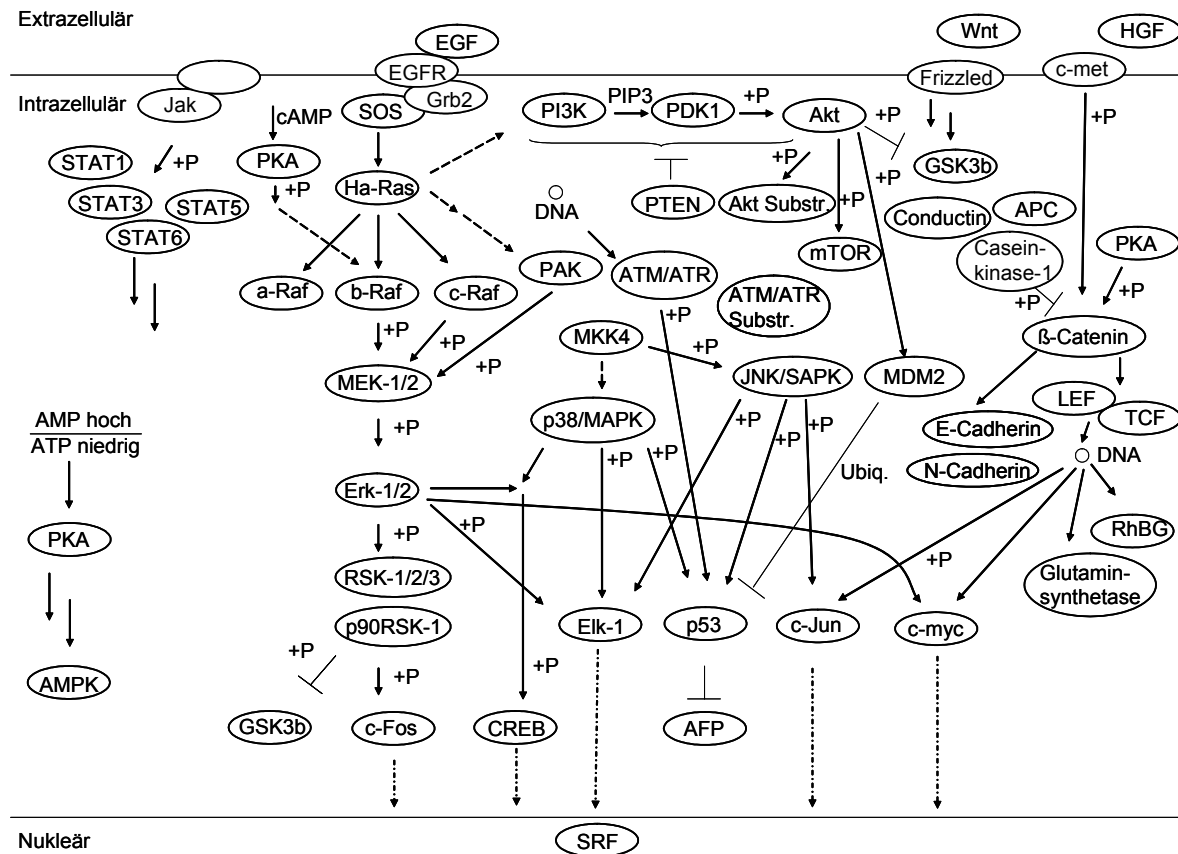 Extrazellulär
EGF
Wnt
HGF
EGFR
Frizzled
c-met
Intrazellulär
Jak
Grb2
SOS
cAMP
PI3K
PIP3
PDK1
+P
Akt
+P
+P
STAT1
+P
PKA
GSK3b
+P
Ha-Ras
+P
+P
STAT3
STAT5
STAT6
DNA
PTEN
Akt Substr.
+P
Conductin
APC
mTOR
Casein-
kinase-1
PKA
a-Raf
b-Raf
c-Raf
PAK
ATM/ATR
ATM/ATR
Substr.
+P
+P
+P
+P
+P
MKK4
+P
ß-Catenin
+P
MEK-1/2
JNK/SAPK
MDM2
AMP hoch
ATP niedrig
+P
p38/MAPK
+P
+P
+P
+P
LEF
TCF
E-Cadherin
DNA
N-Cadherin
Ubiq.
Erk-1/2
+P
+P
RhBG
PKA
+P
RSK-1/2/3
Glutamin-
synthetase
p90RSK-1
Elk-1
p53
c-Jun
c-myc
+P
+P
+P
AMPK
GSK3b
c-Fos
CREB
AFP
Nukleär
SRF